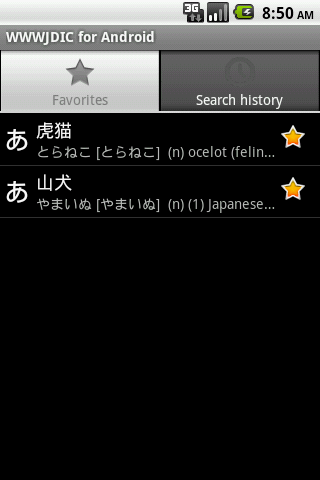 3G 8:50 AM
WWWJDIC for Android
Favorites
Search history
あ 虎猫
とらねこ [とらねこ] (n) ocelot (felin...
あ 山犬
やまいぬ [やまいぬ] (n) (1) Japanese...